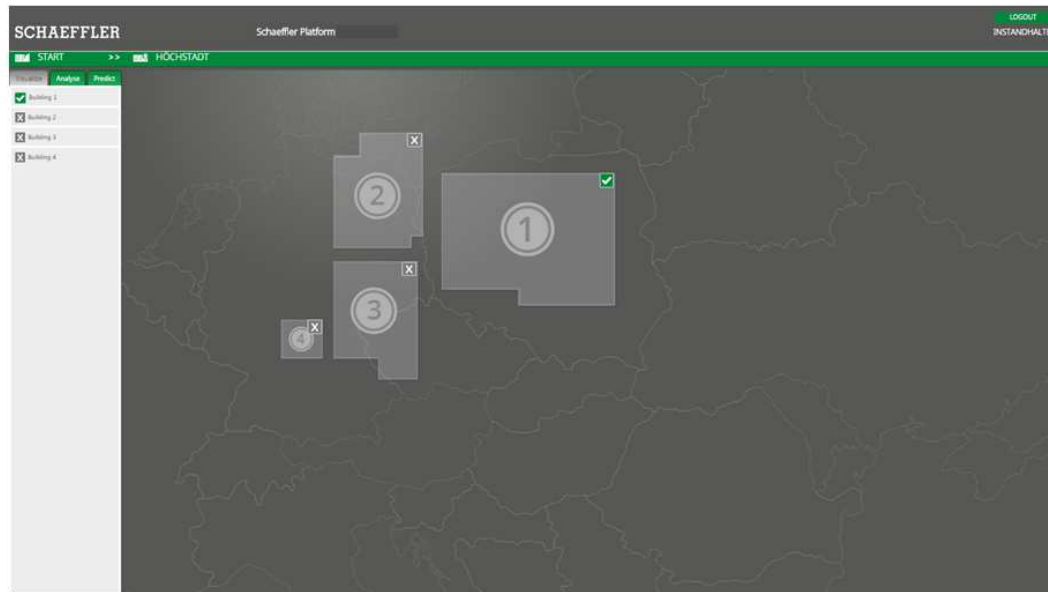 SCHAEFFLER
Schaeffler Platform
LOGOUT
INSTANDHALT
START >> HÖCHSTADT
Visualize Analyse Predict
Building 1
Building 2
Building 3
Building 4
2
1
3
4